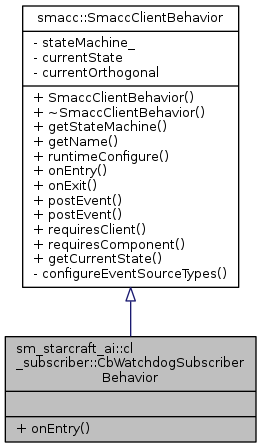 smacc::SmaccClientBehavior
- stateMachine_
- currentState
- currentOrthogonal
+ SmaccClientBehavior()
+ ~SmaccClientBehavior()
+ getStateMachine()
+ getName()
+ runtimeConfigure()
+ onEntry()
+ onExit()
+ postEvent()
+ postEvent()
+ requiresClient()
+ requiresComponent()
+ getCurrentState()
- configureEventSourceTypes()
sm_starcraft_ai::cl
_subscriber::CbWatchdogSubscriber
Behavior
+ onEntry()